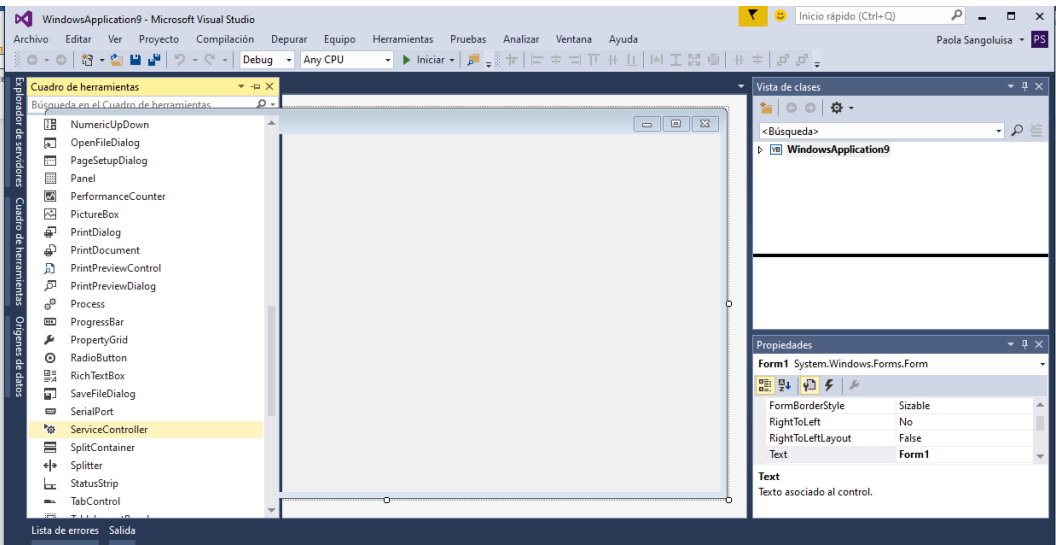 WindowsApplication9 - Microsoft Visual Studio
Inicio rápido (Ctrl+Q)
Archivo Editar Ver Proyecto Compilación Depurar Equipo Herramientas Pruebas Analizar Ventana Ayuda
Paola Sangoluisa PS
Debug Any CPU Iniciar
Explorador de servidores
Cuadro de herramientas
Orígenes de datos
Cuadro de herramientas
Búsqueda en el Cuadro de herramientas
NumericUpDown
OpenFileDialog
PageSetupDialog
Panel
PerformanceCounter
PictureBox
PrintDialog
PrintDocument
PrintPreviewControl
PrintPreviewDialog
Process
ProgressBar
PropertyGrid
RadioButton
RichTextBox
SaveFileDialog
SerialPort
ServiceController
SplitContainer
Splitter
StatusStrip
TabControl
Vista de clases
<Búsqueda>
VB WindowsApplication9
Propiedades
Form1 System.Windows.Forms.Form
FormBorderStyle Sizable
RightToLeft No
RightToLeftLayout False
Text Form1
Text
Texto asociado al control.
Lista de errores Salida